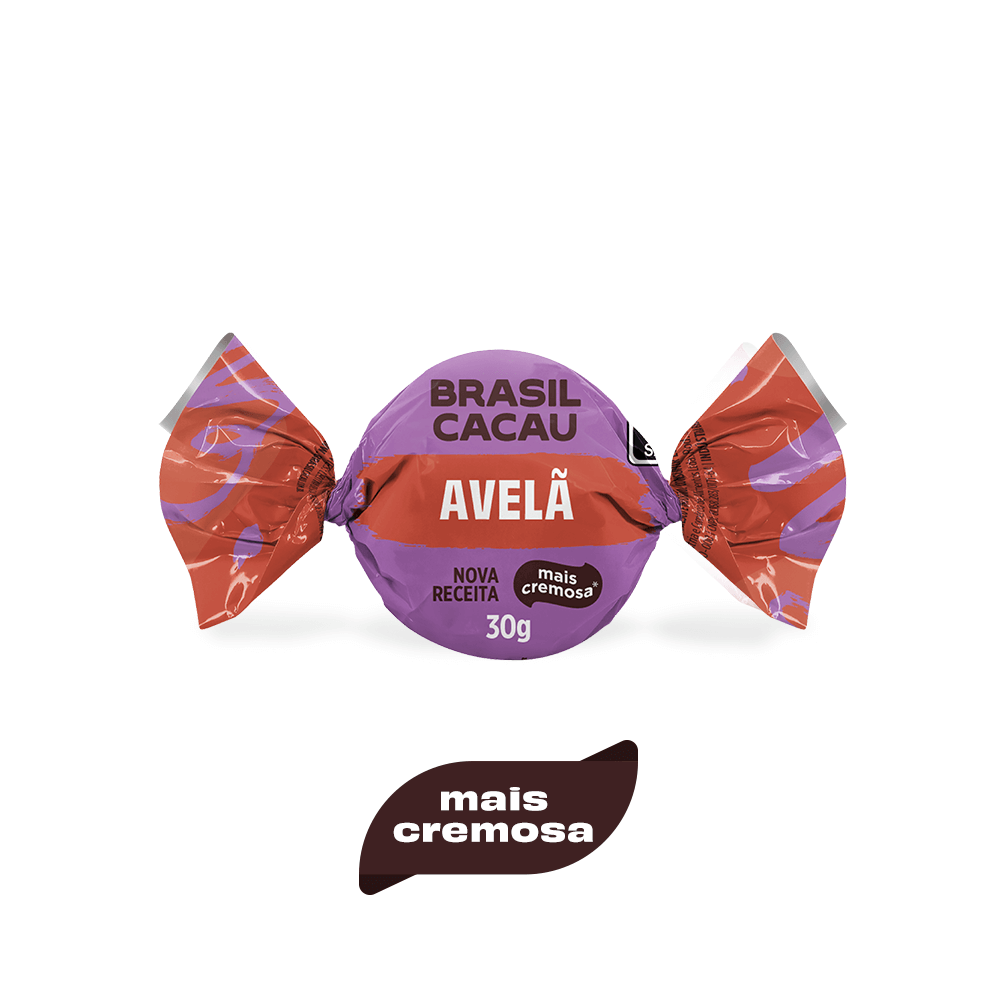 BRASIL
CACAU
AVELÃ
NOVA
RECEITA
mais
cremosa*
30g
mais
cremosa